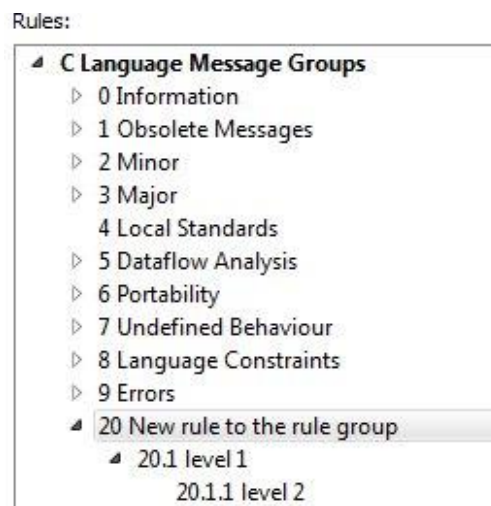 Rules:
C Language Message Groups
0 Information
1 Obsolete Messages
2 Minor
3 Major
4 Local Standards
5 Dataflow Analysis
6 Portability
7 Undefined Behaviour
8 Language Constraints
9 Errors
20 New rule to the rule group
20.1 level 1
20.1.1 level 2